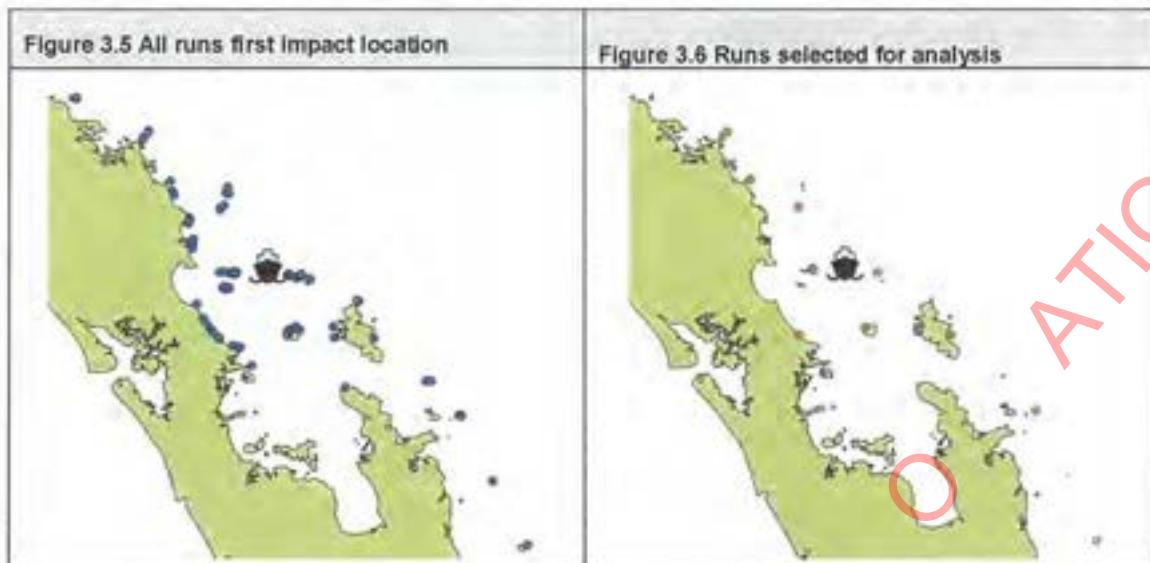 Figure 3.5 All runs first impact location
Figure 3.6 Runs selected for analysis
ATIO